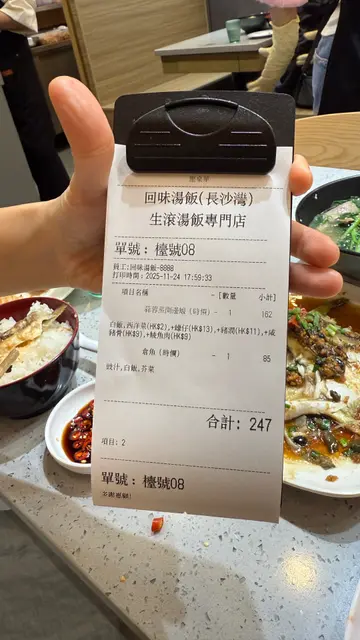 回味湯飯(長沙灣)
生滾湯飯專門店
單號：檯號08
員工:回味湯飯-8888
打印時間：2025-11-24 17:59:33
項目名稱 -[數量 小計]
蒜蓉蒸開邊蝦（時價） - 1 162
白飯,西洋菜(HK$2),+蠔仔(HK$13),+豬潤(HK$11),+咸
豬骨(HK$9),+鯪魚肉(HK$9)
倉魚（時價） - 1 85
豉汁,白飯,芥菜
合計: 247
項目: 2
單號：檯號08
多謝惠顧!